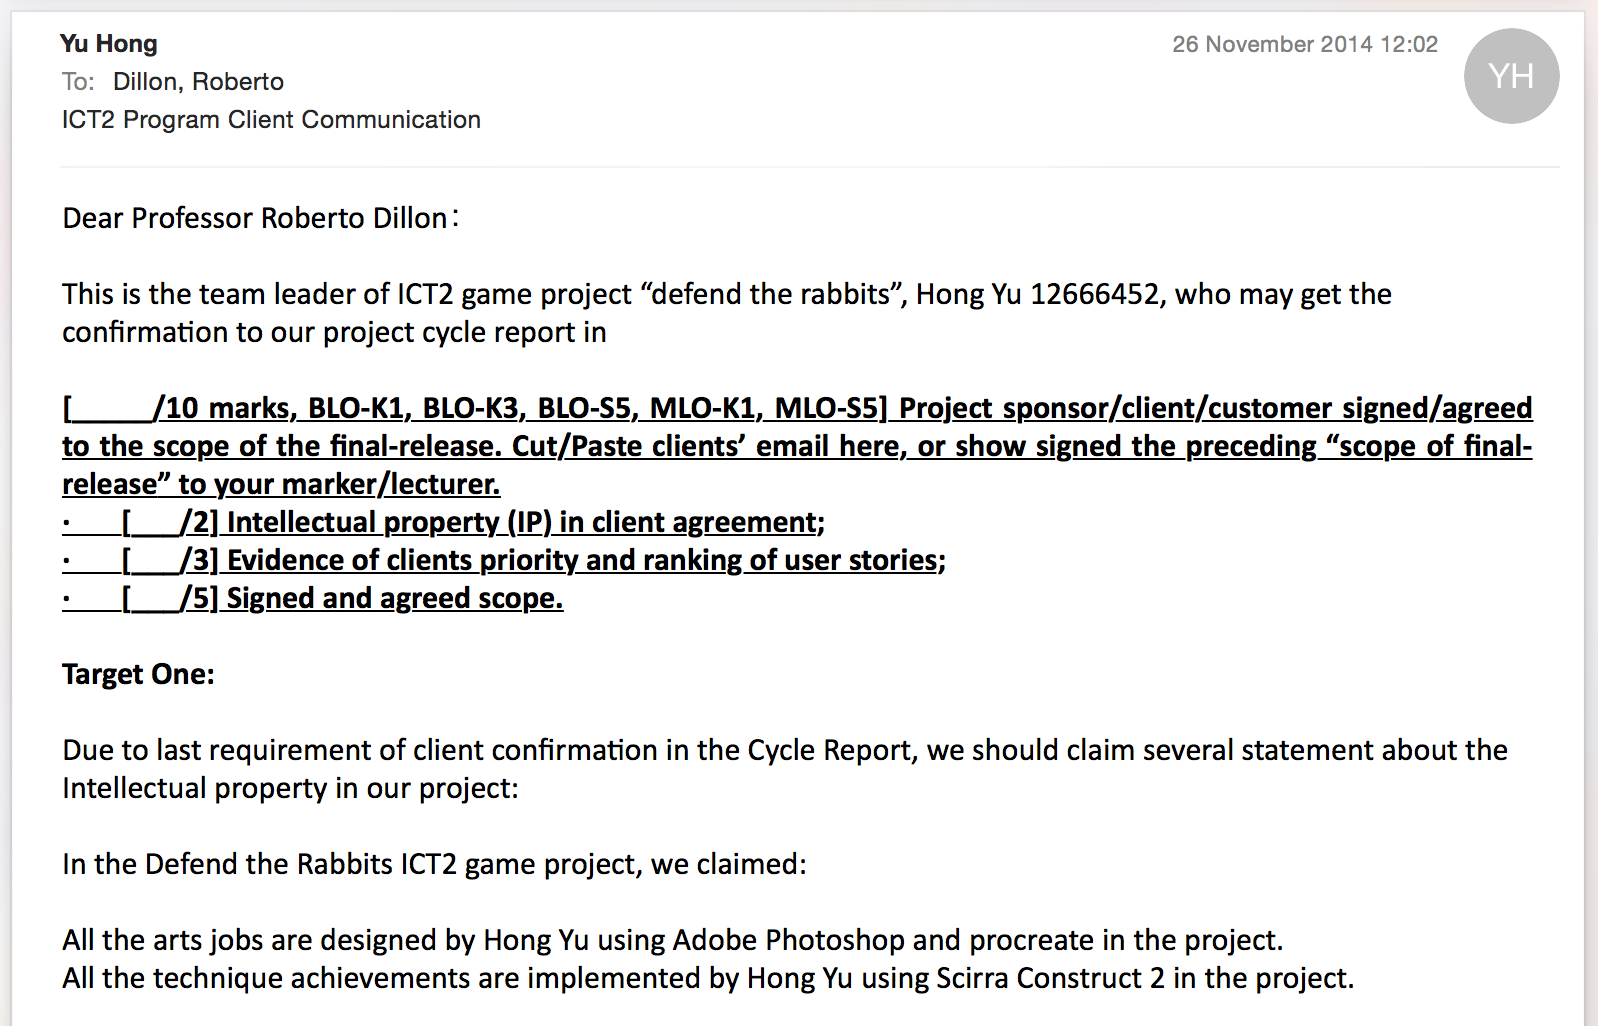 Yu Hong
26 November 2014 12:02
YH
To: Dillon, Roberto
ICT2 Program Client Communication
Dear Professor Roberto Dillon：
This is the team leader of ICT2 game project “defend the rabbits”, Hong Yu 12666452, who may get the
confirmation to our project cycle report in
[_____/10 marks, BLO-K1, BLO-K3, BLO-S5, MLO-K1, MLO-S5] Project sponsor/client/customer signed/agreed
to the scope of the final-release. Cut/Paste clients’ email here, or show signed the preceding “scope of final-
release” to your marker/lecturer.
· [___/2] Intellectual property (IP) in client agreement;
· [___/3] Evidence of clients priority and ranking of user stories;
· [___/5] Signed and agreed scope.
Target One:
Due to last requirement of client confirmation in the Cycle Report, we should claim several statement about the
Intellectual property in our project:
In the Defend the Rabbits ICT2 game project, we claimed:
All the arts jobs are designed by Hong Yu using Adobe Photoshop and procreate in the project.
All the technique achievements are implemented by Hong Yu using Scirra Construct 2 in the project.